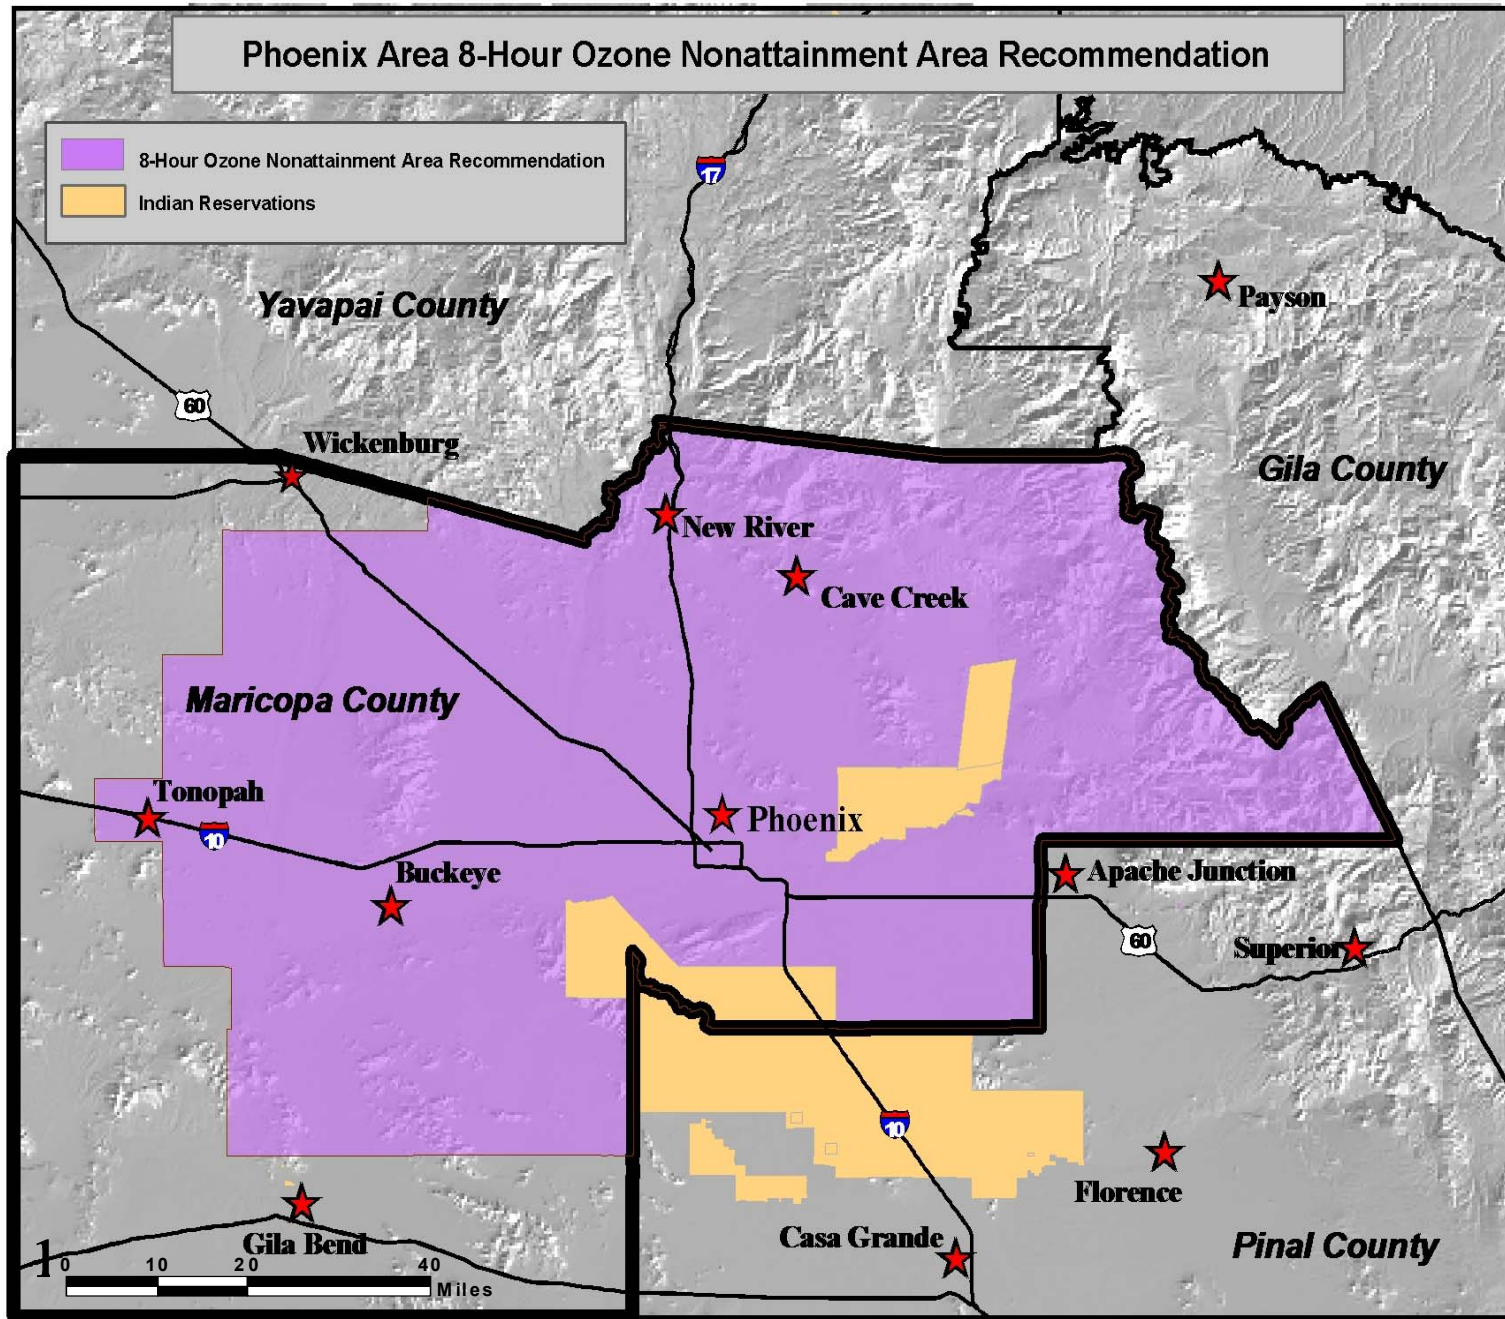 Phoenix Area 8-Hour Ozone Nonattainment Area Recommendation
8-Hour Ozone Nonattainment Area Recommendation
Indian Reservations
17
Payson
Yavapai County
60
Wickenburg
Gila County
New River
Cave Creek
Maricopa County
Tonopah
10
Phoenix
Buckeye
Apache Junction
60
Superior
10
Florence
Gila Bend
Casa Grande
Pinal County
1
0 10 20 40
Miles